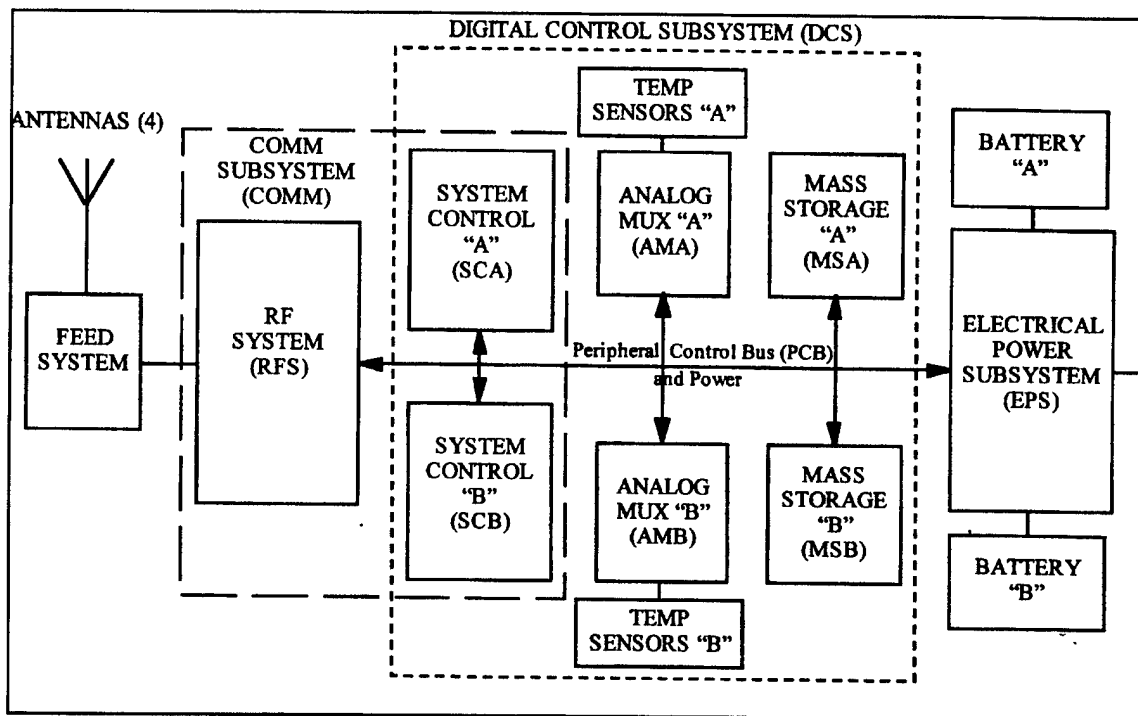 DIGITAL CONTROL SUBSYSTEM (DCS)
ANTENNAS (4)
FEED
SYSTEM
COMM
SUBSYSTEM
(COMM)
RF
SYSTEM
(RFS)
SYSTEM
CONTROL
“A”
(SCA)
SYSTEM
CONTROL
“B”
(SCB)
TEMP
SENSORS “A”
ANALOG
MUX “A”
(AMA)
Peripheral Control Bus (PCB)
and Power
ANALOG
MUX “B”
(AMB)
TEMP
SENSORS “B”
MASS
STORAGE
“A”
(MSA)
MASS
STORAGE
“B”
(MSB)
BATTERY
“A”
ELECTRICAL
POWER
SUBSYSTEM
(EPS)
BATTERY
“B”